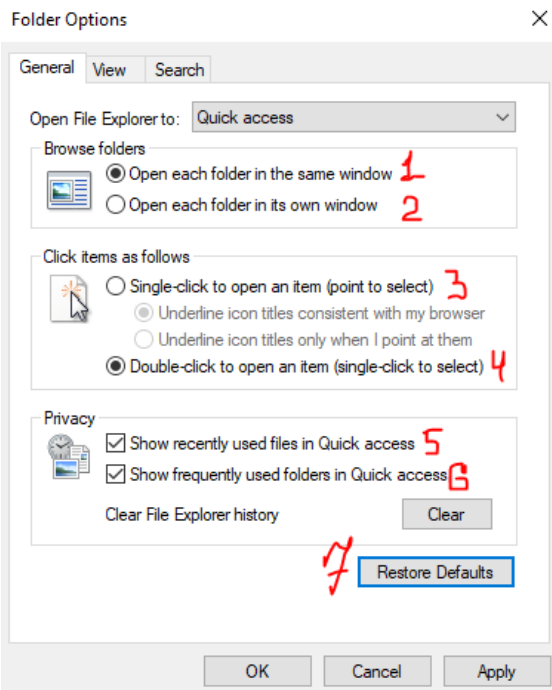 Folder Options
General View Search
Open File Explorer to: Quick access
Browse folders
Open each folder in the same window 1
Open each folder in its own window 2
Click items as follows
Single-click to open an item (point to select) 3
Underline icon titles consistent with my browser
Underline icon titles only when I point at them
Double-click to open an item (single-click to select) 4
Privacy
Show recently used files in Quick access 5
Show frequently used folders in Quick access 6
Clear File Explorer history Clear
7 Restore Defaults
OK Cancel Apply